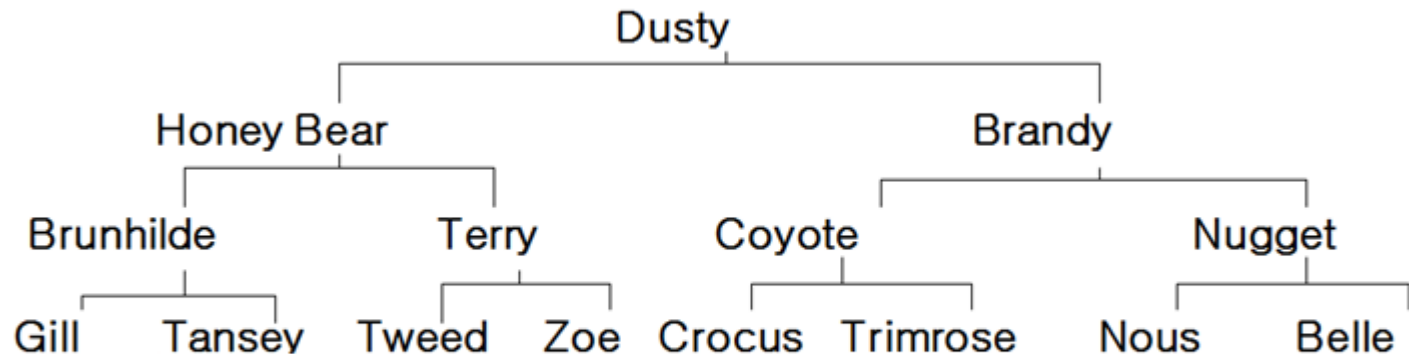 Dusty
Honey Bear Brandy
Brunhilde Terry Coyote Nugget
Gill Tansey Tweed Zoe Crocus Trimrose Nous Belle